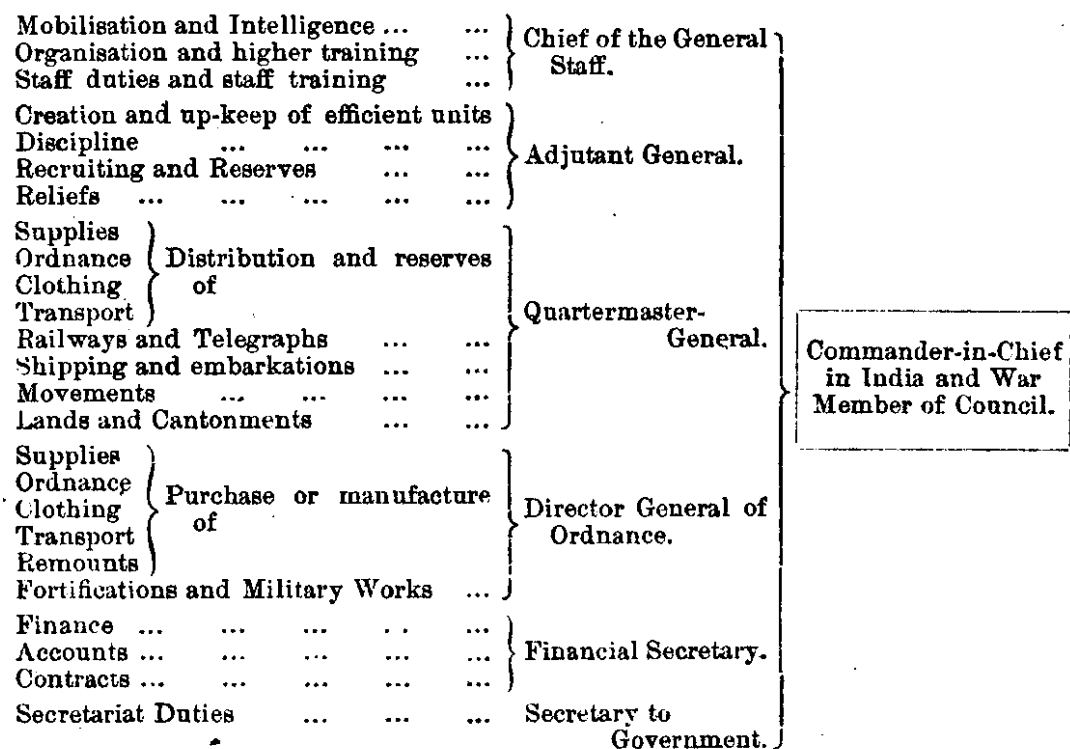 Mobilisation and Intelligence ... ...
Organisation and higher training ...
Staff duties and staff training ...
Chief of the General
Staff.
Creation and up-keep of efficient units
Discipline ... ... ... ...
Recruiting and Reserves ... ...
Reliefs ... ... ... ... ...
Adjutant General.
Supplies
Ordnance
Clothing
Transport
Distribution and reserves
of
Railways and Telegraphs ... ...
Shipping and embarkations ... ...
Movements ... ... ... ...
Lands and Cantonments ... ...
Quartermaster-
General.
Supplies
Ordnance
Clothing
Transport
Remounts
Purchase or manufacture
of
Fortifications and Military Works ...
Director General of
Ordnance.
Finance ... ... ... . . ...
Accounts ... ... ... ... ...
Contracts ... ... ... ... ...
Financial Secretary.
Secretariat Duties ... ... ...
Secretary to
Government.
Commander-in-Chief
in India and War
Member of Council.